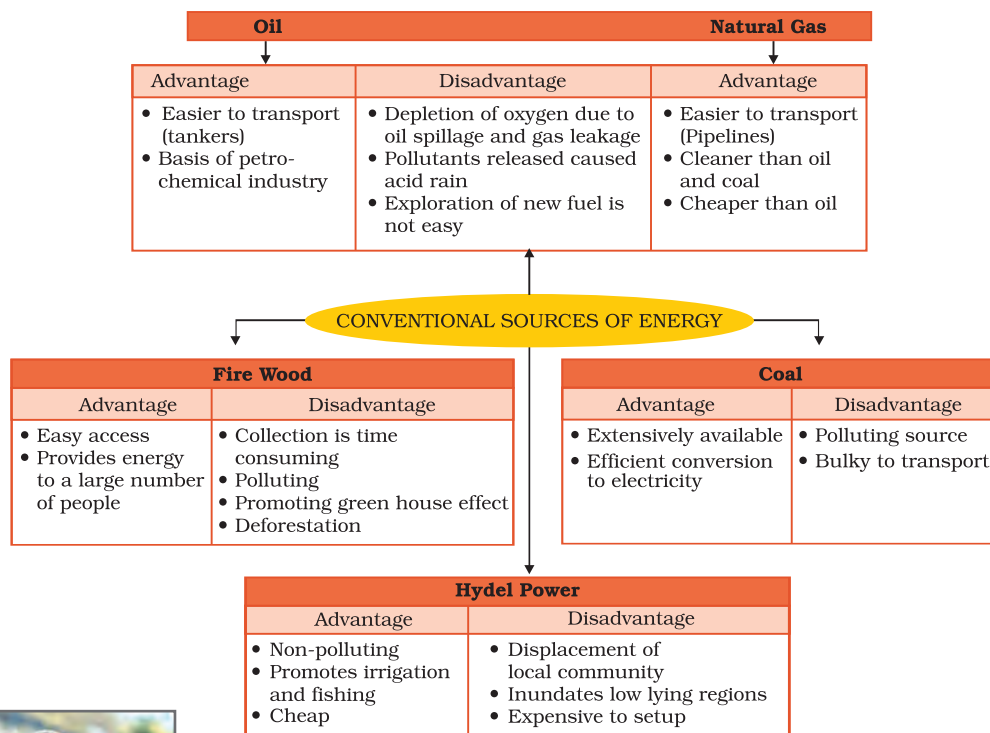 Oil
Natural Gas
Advantage
Disadvantage
Advantage
• Easier to transport
(tankers)
• Basis of petro-
chemical industry
• Depletion of oxygen due to
oil spillage and gas leakage
• Pollutants released caused
acid rain
• Exploration of new fuel is
not easy
• Easier to transport
(Pipelines)
• Cleaner than oil
and coal
• Cheaper than oil
CONVENTIONAL SOURCES OF ENERGY
Fire Wood
Advantage
Disadvantage
• Easy access
• Provides energy
to a large number
of people
• Collection is time
consuming
• Polluting
• Promoting green house effect
• Deforestation
Coal
Advantage
Disadvantage
• Extensively available
• Efficient conversion
to electricity
• Polluting source
• Bulky to transport
Hydel Power
Advantage
Disadvantage
• Non-polluting
• Promotes irrigation
and fishing
• Cheap
• Displacement of
local community
• Inundates low lying regions
• Expensive to setup